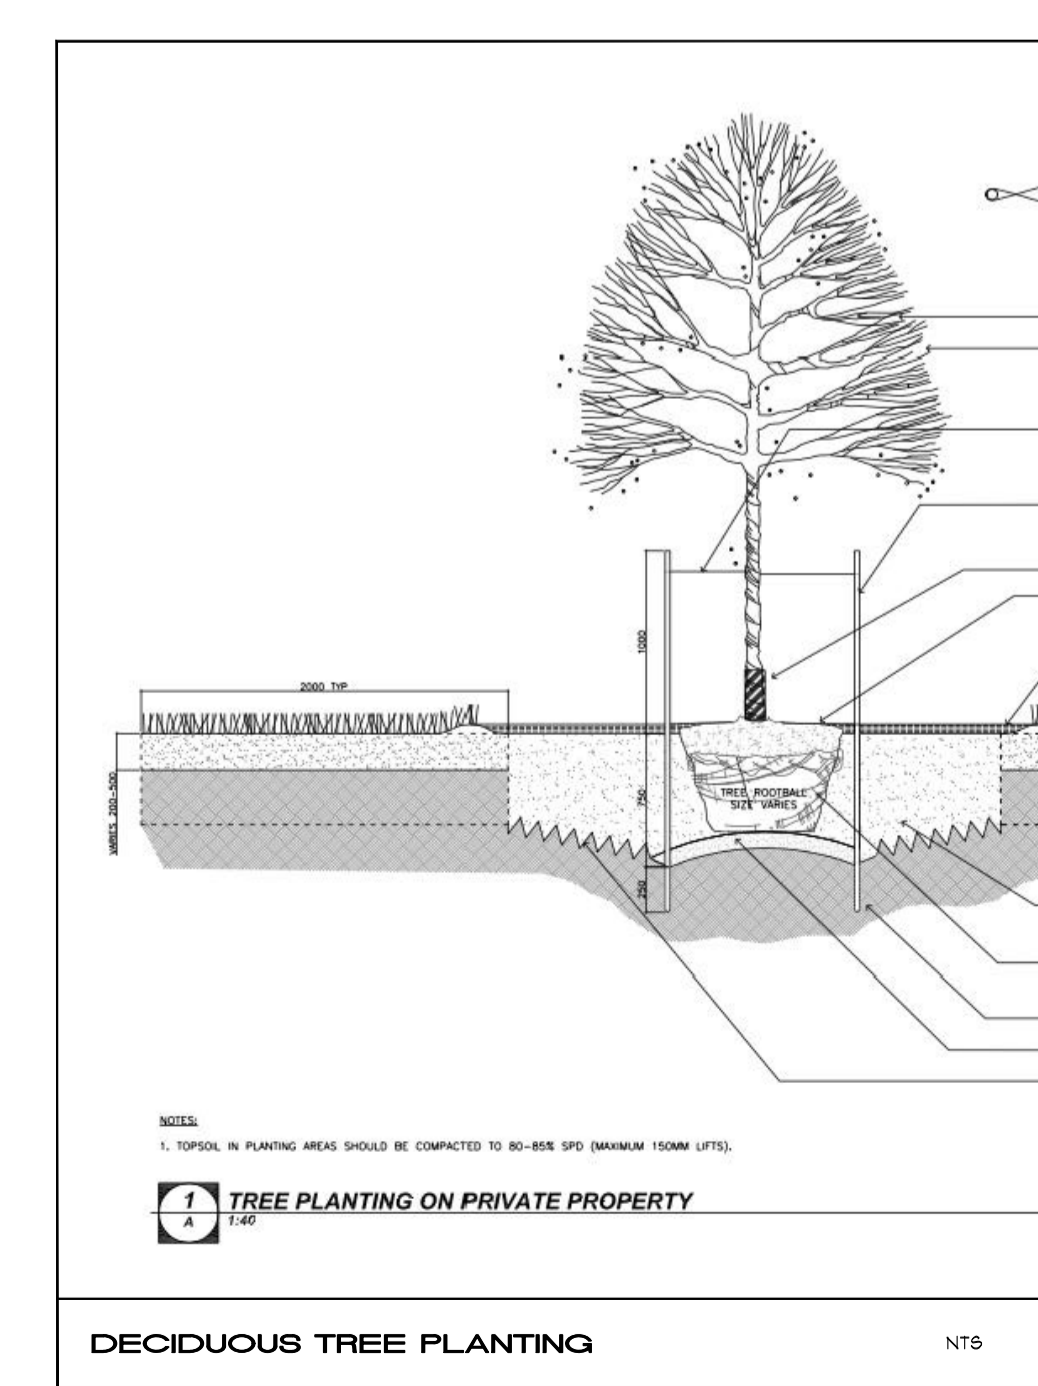 1000
2000 TYP
VARIES 200-500
750
TREE ROOTBALL
SIZE VARIES
250
NOTES:
1. TOPSOIL IN PLANTING AREAS SHOULD BE COMPACTED TO 80-85% SPD (MAXIMUM 150MM LIFTS).
1
A
TREE PLANTING ON PRIVATE PROPERTY
1:40
DECIDUOUS TREE PLANTING
NTS